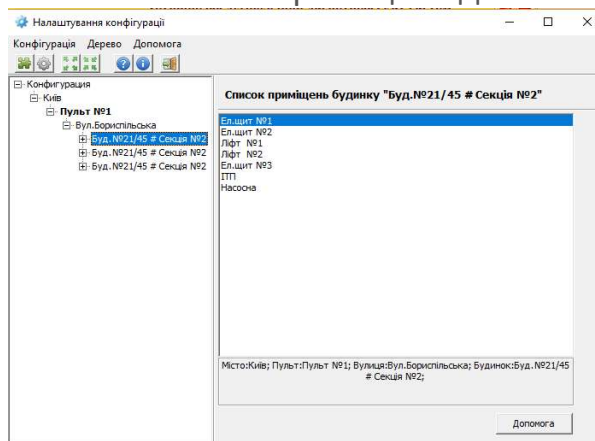 Налаштування конфігурації
Конфігурація Дерево Допомога
Конфигурация
Київ
Пульт №1
Вул.Бориспільська
Буд.№21/45 # Секція №2
Буд.№21/45 # Секція №2
Буд.№21/45 # Секція №2
Список приміщень будинку "Буд.№21/45 # Секція №2"
Ел.щит №1
Ел.щит №2
Ліфт №1
Ліфт №2
Ел.щит №3
ІТП
Насосна
Місто:Київ; Пульт:Пульт №1; Вулиця:Вул.Бориспільська; Будинок:Буд.№21/45
# Секція №2;
Допомога